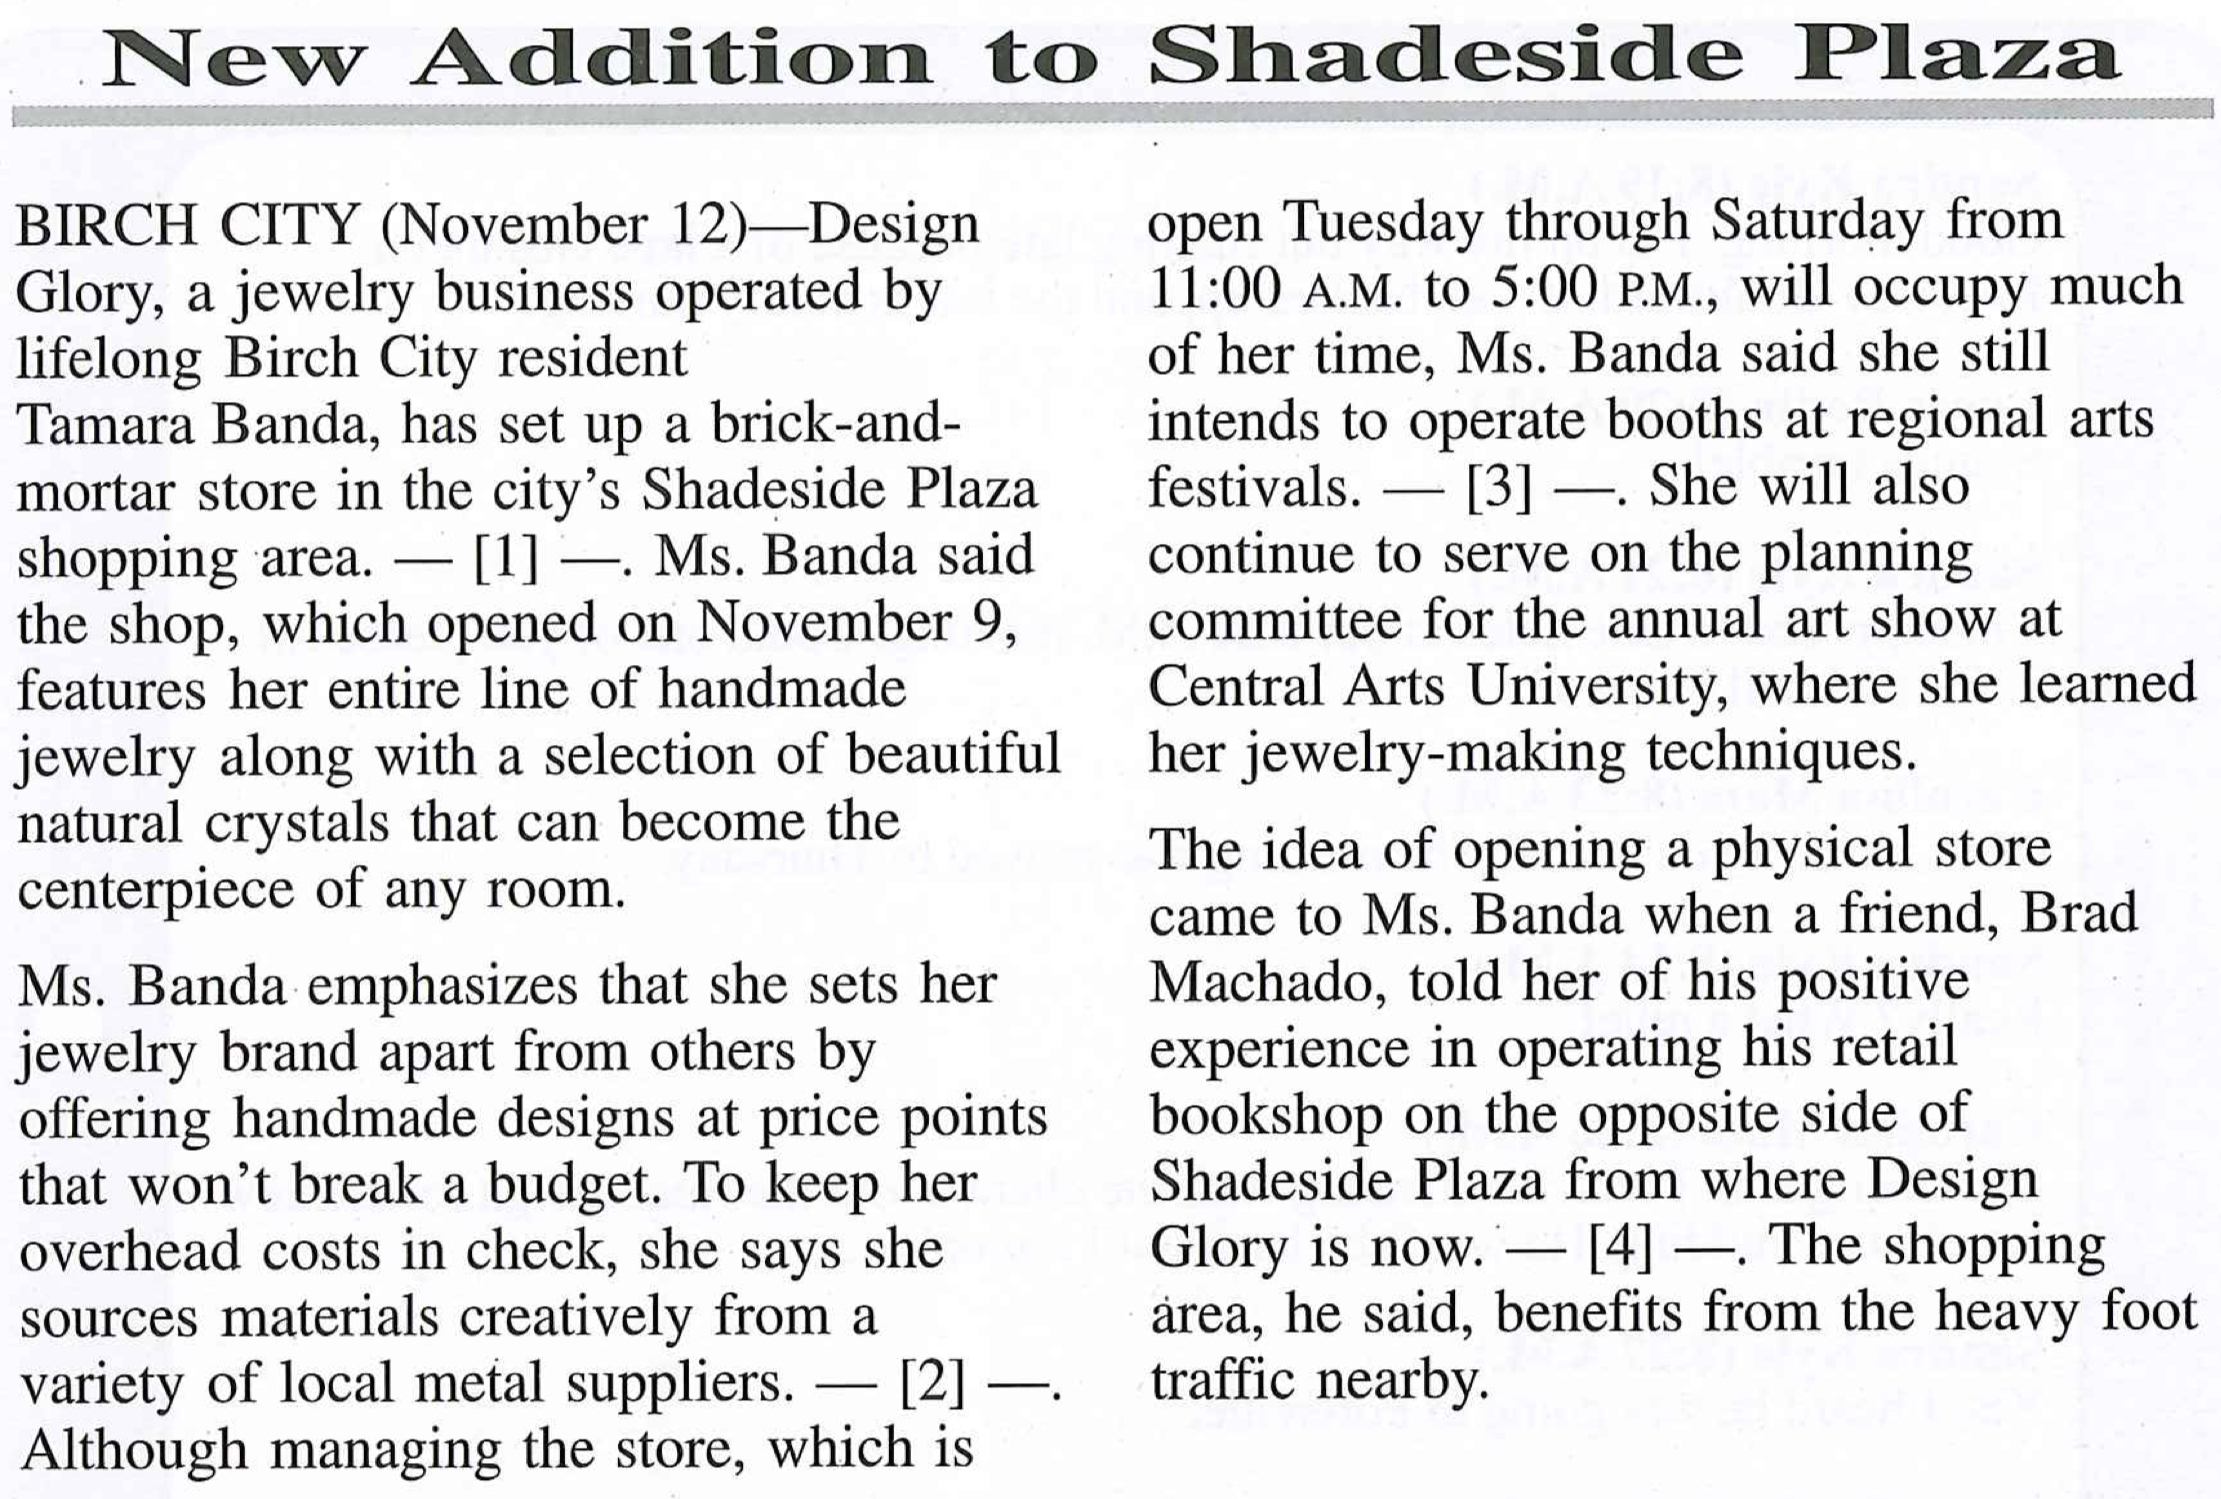 New Addition to Shadeside Plaza
BIRCH CITY (November 12)—Design
Glory, a jewelry business operated by
lifelong Birch City resident
Tamara Banda, has set up a brick-and-
mortar store in the city's Shadeside Plaza
shopping area. — [1] —. Ms. Banda said
the shop, which opened on November 9,
features her entire line of handmade
jewelry along with a selection of beautiful
natural crystals that can become the
centerpiece of any room.
Ms. Banda emphasizes that she sets her
jewelry brand apart from others by
offering handmade designs at price points
that won't break a budget. To keep her
overhead costs in check, she says she
sources materials creatively from a
variety of local metal suppliers. — [2] —.
Although managing the store, which is
open Tuesday through Saturday from
11:00 A.M. to 5:00 P.M., will occupy much
of her time, Ms. Banda said she still
intends to operate booths at regional arts
festivals. — [3] —. She will also
continue to serve on the planning
committee for the annual art show at
Central Arts University, where she learned
her jewelry-making techniques.
The idea of opening a physical store
came to Ms. Banda when a friend, Brad
Machado, told her of his positive
experience in operating his retail
bookshop on the opposite side of
Shadeside Plaza from where Design
Glory is now. — [4] —. The shopping
area, he said, benefits from the heavy foot
traffic nearby.